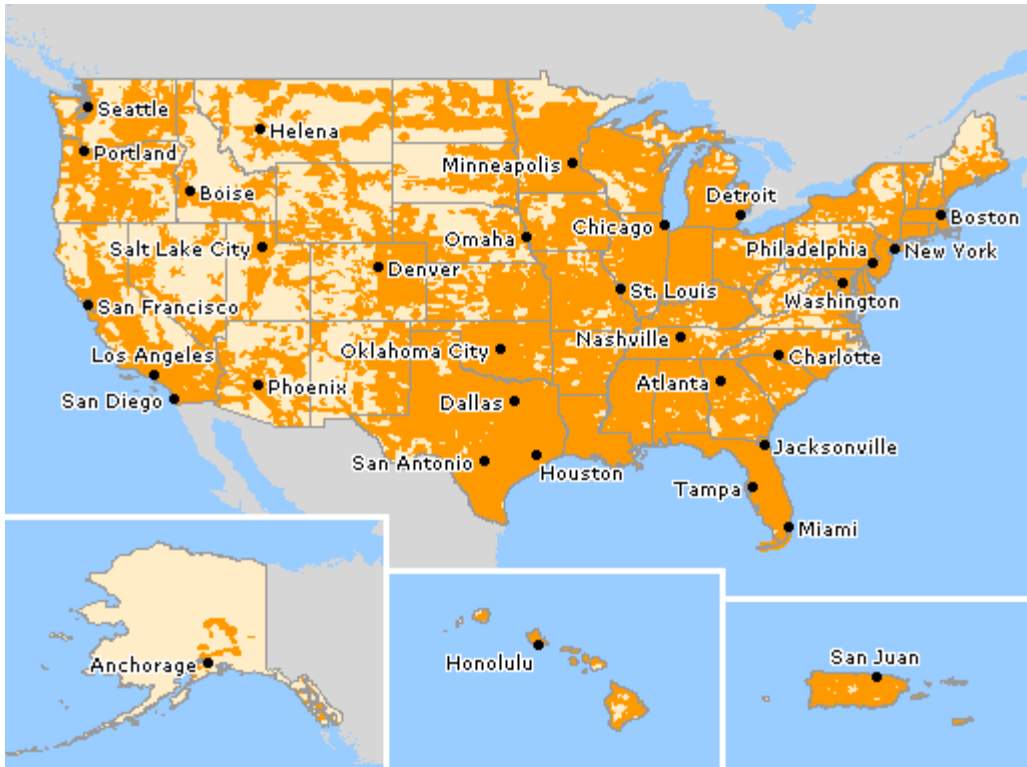 Seattle
Helena
Portland
Minneapolis
Boise
Detroit
Boston
Chicago
Omaha
Salt Lake City
Philadelphia
New York
Denver
St. Louis
Washington
San Francisco
Nashville
Oklahoma City
Los Angeles
Charlotte
Phoenix
Atlanta
San Diego
Dallas
Jacksonville
San Antonio
Houston
Tampa
Miami
Anchorage
Honolulu
San Juan